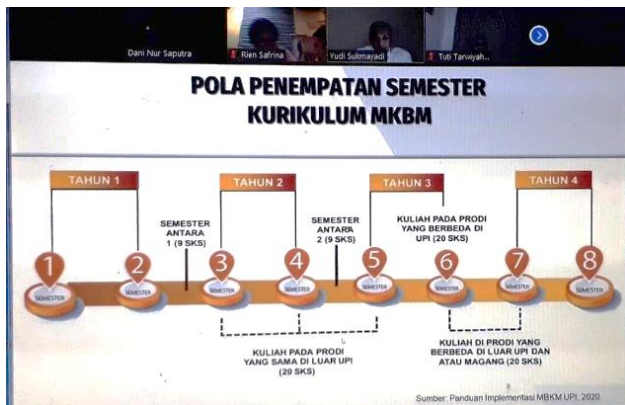 Dani Nur Saputra
Rien Safrina
Yudi Sukmayadi
Tuti Tarwiyah...
POLA PENEMPATAN SEMESTER
KURIKULUM MKBM
TAHUN 1
TAHUN 2
TAHUN 3
TAHUN 4
SEMESTER
ANTARA
1 (9 SKS)
SEMESTER
ANTARA
2 (9 SKS)
KULIAH PADA PRODI
YANG BERBEDA DI
UPI (20 SKS)
1
2
3
4
5
6
7
8
SEMESTER
SEMESTER
SEMESTER
SEMESTER
SEMESTER
SEMESTER
SEMESTER
SEMESTER
KULIAH PADA PRODI
YANG SAMA DI LUAR UPI
(20 SKS)
KULIAH DI PRODI YANG
BERBEDA DI LUAR UPI DAN
ATAU MAGANG (20 SKS)
Sumber: Panduan Implementasi MBKM UPI, 2020